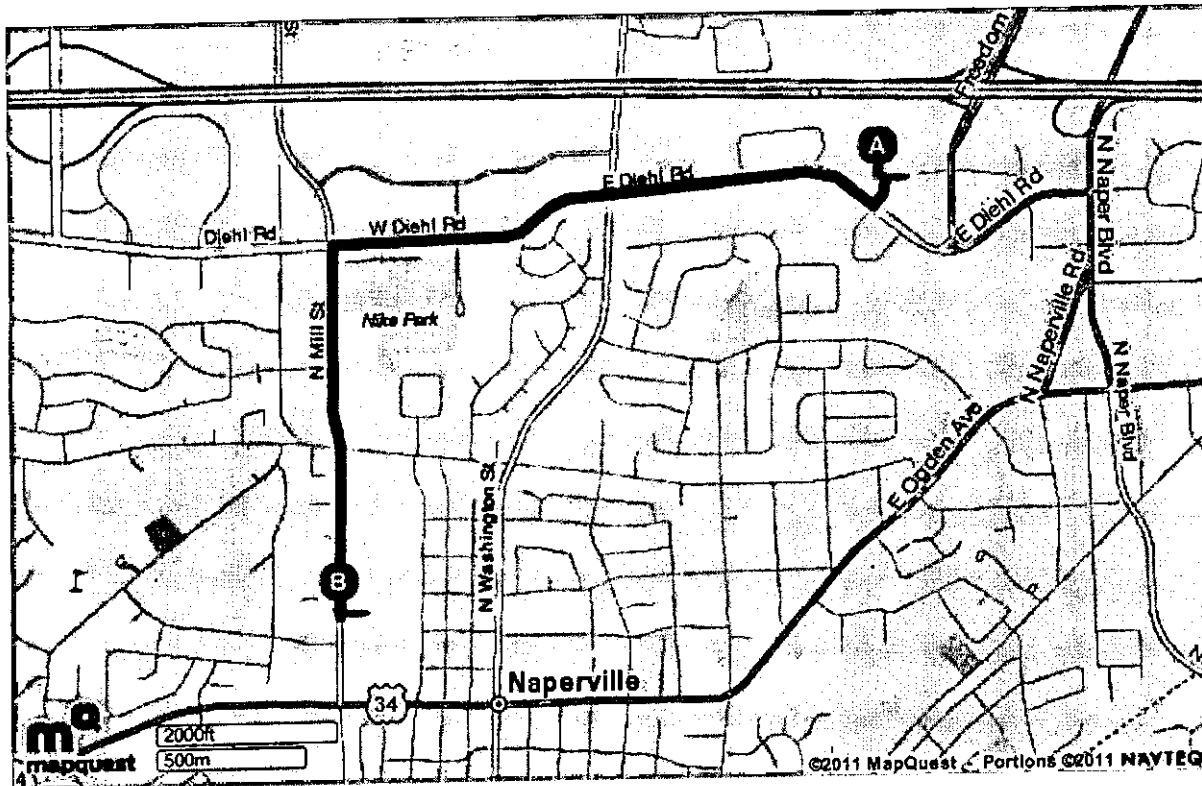 Freedom
A
N Naper Blvd
E Diehl Rd
W Diehl Rd
Diehl Rd
E Diehl Rd
N Mill St
Nike Park
N Naperville Rd
N Naper Blvd
E Ogden Ave
N Washington St
B
Naperville
34
mQ
mapquest
2000ft
500m
©2011 MapQuest Portions ©2011 NAVTEQ